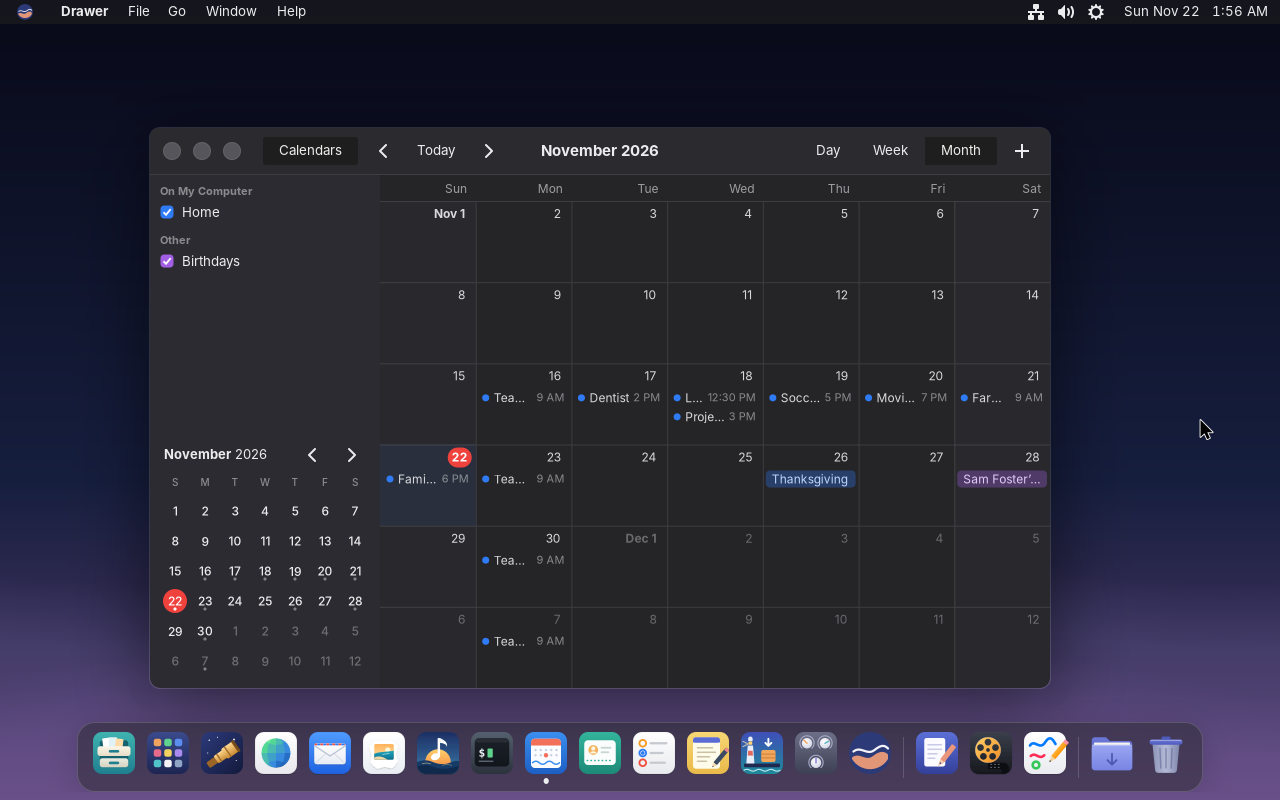 Drawer File Go Window Help Sun Nov 22 1:56 AM
Calendars Today November 2026 Day Week Month
On My Computer
Home
Other
Birthdays
November 2026
S M T W T F S
1 2 3 4 5 6 7
8 9 10 11 12 13 14
15 16 17 18 19 20 21
22 23 24 25 26 27 28
29 30 1 2 3 4 5
6 7 8 9 10 11 12
Sun Mon Tue Wed Thu Fri Sat
Nov 1 2 3 4 5 6 7
8 9 10 11 12 13 14
15 16 17 18 19 20 21
Tea... 9 AM Dentist 2 PM L... 12:30 PM Socc... 5 PM Movi... 7 PM Far... 9 AM
Proje... 3 PM
22 23 24 25 26 27 28
Fami... 6 PM Tea... 9 AM Thanksgiving Sam Foster'...
29 30 Dec 1 2 3 4 5
Tea... 9 AM
6 7 8 9 10 11 12
Tea... 9 AM
$